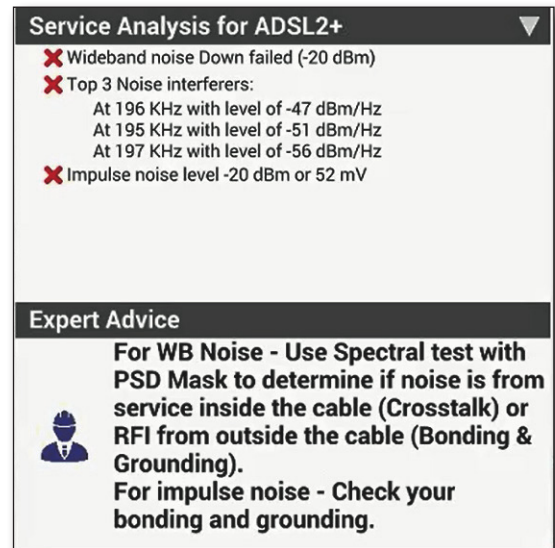 Service Analysis for ADSL2+
Wideband noise Down failed (-20 dBm)
Top 3 Noise interferers:
At 196 KHz with level of -47 dBm/Hz
At 195 KHz with level of -51 dBm/Hz
At 197 KHz with level of -56 dBm/Hz
Impulse noise level -20 dBm or 52 mV
Expert Advice
For WB Noise - Use Spectral test with
PSD Mask to determine if noise is from
service inside the cable (Crosstalk) or
RFI from outside the cable (Bonding &
Grounding).
For impulse noise - Check your
bonding and grounding.